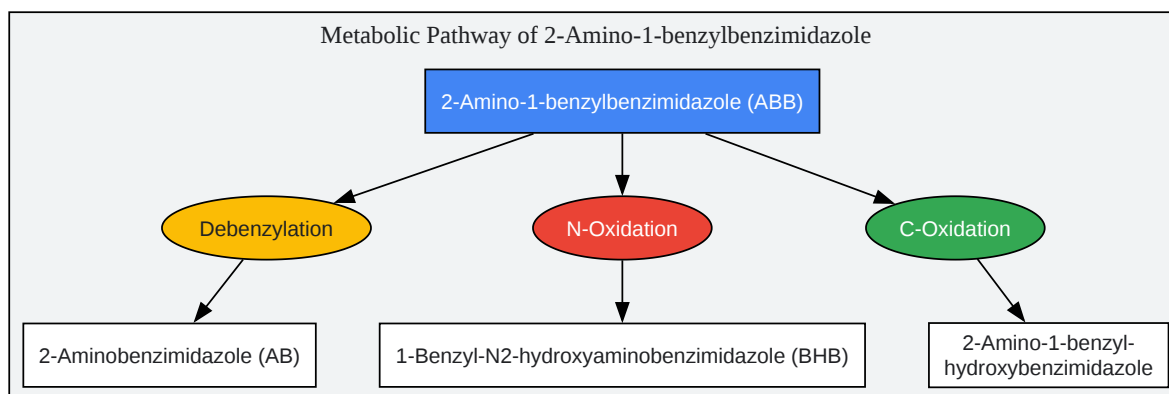 Metabolic Pathway of 2-Amino-1-benzylbenzimidazole
2-Amino-1-benzylbenzimidazole (ABB)
Debenzylation
N-Oxidation
C-Oxidation
2-Aminobenzimidazole (AB)
1-Benzyl-N2-hydroxyaminobenzimidazole (BHB)
2-Amino-1-benzyl-
hydroxybenzimidazole